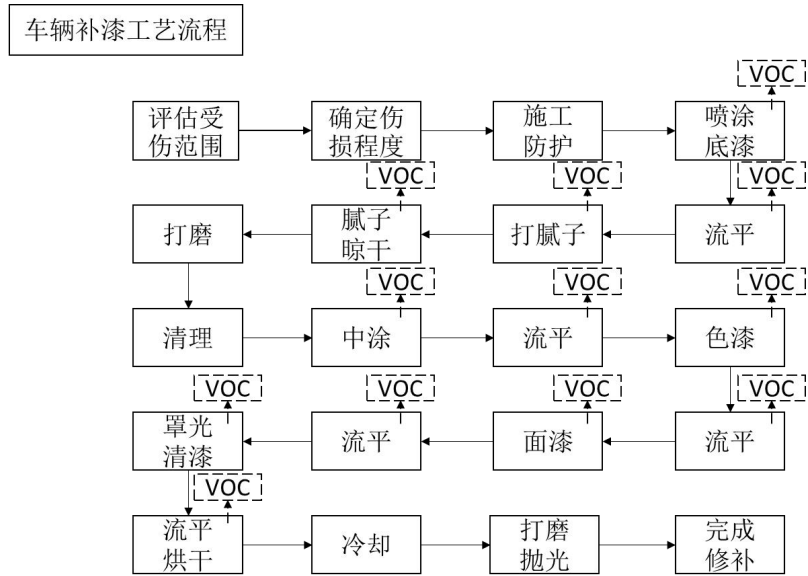 车辆补漆工艺流程
VOC
评估受
伤范围
确定伤
损程度
施工
防护
喷涂
底漆
VOC
VOC
VOC
打磨
腻子
晾干
打腻子
流平
VOC
VOC
VOC
清理
中涂
流平
色漆
VOC
VOC
VOC
VOC
罩光
清漆
流平
面漆
流平
VOC
流平
烘干
冷却
打磨
抛光
完成
修补